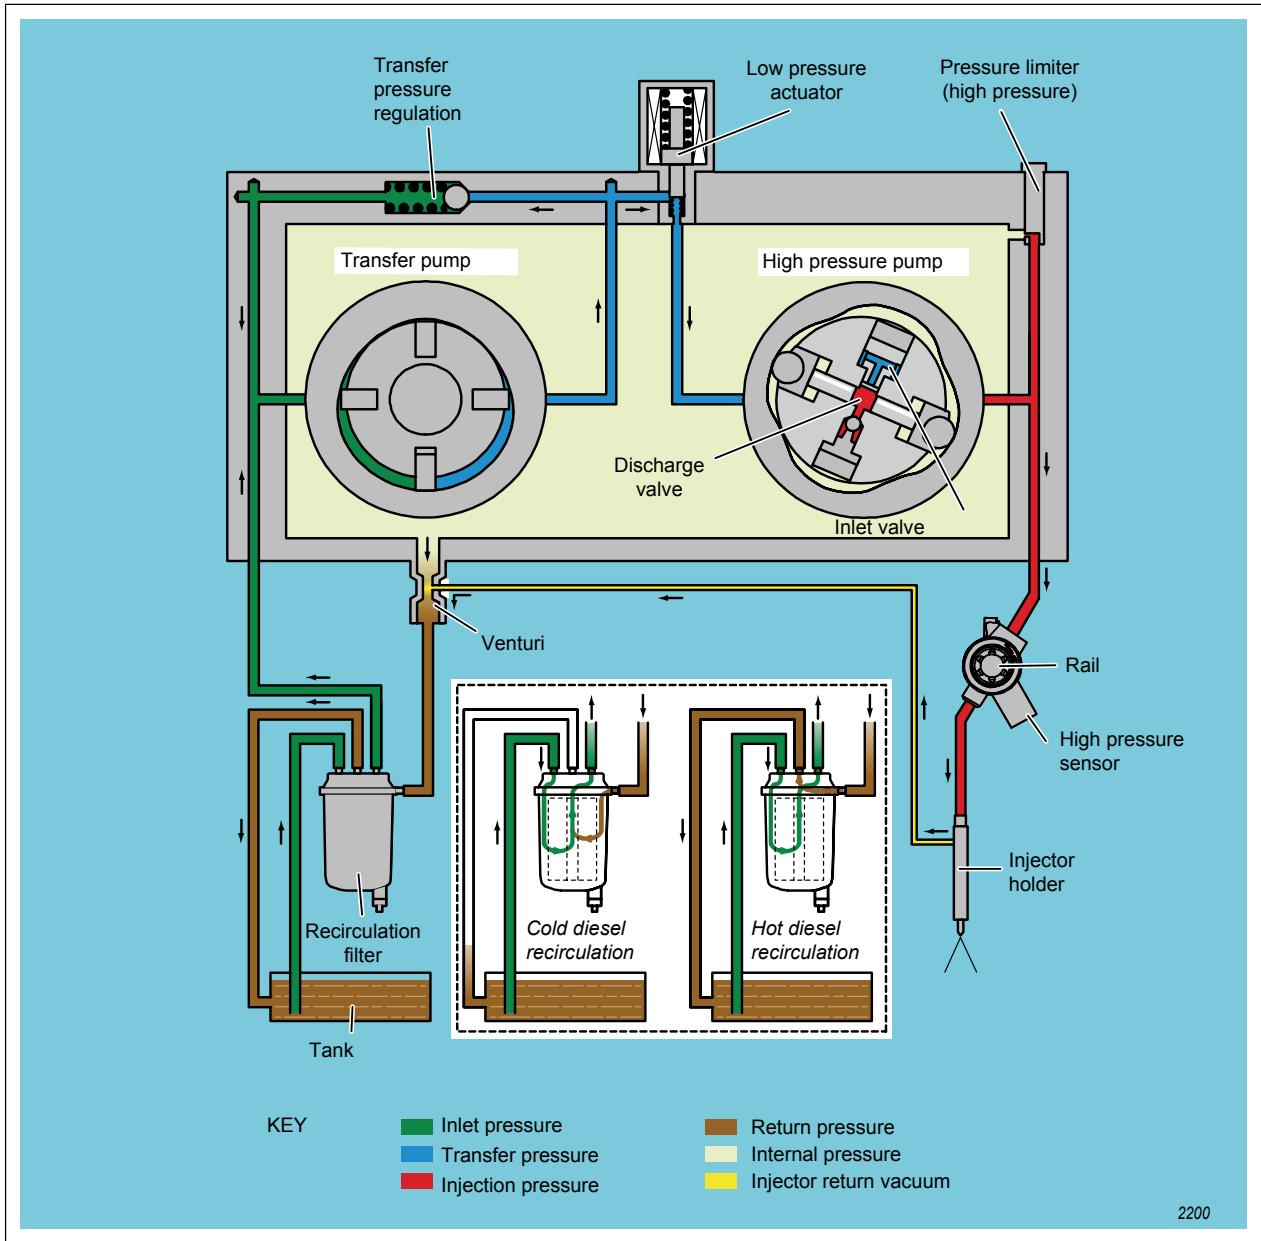 Transfer
pressure
regulation
Low pressure
actuator
Pressure limiter
(high pressure)
Transfer pump
High pressure pump
Discharge
valve
Inlet valve
Venturi
Rail
High pressure
sensor
Injector
holder
Recirculation
filter
Cold diesel
recirculation
Hot diesel
recirculation
Tank
KEY
Inlet pressure
Transfer pressure
Injection pressure
Return pressure
Internal pressure
Injector return vacuum
2200